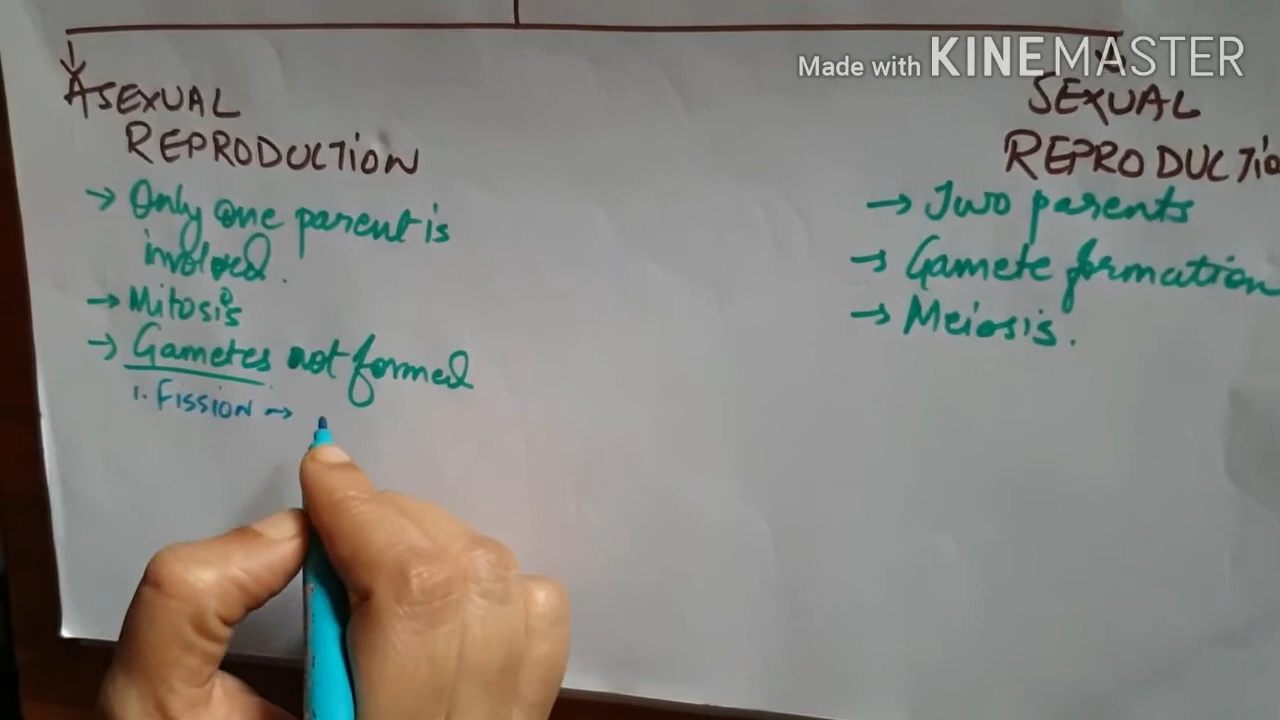 Made with KINEMASTER
ASEXUAL
REPRODUCTION
→ Only one parent is
involved.
→ Mitosis
→ Gametes not formed
1. FISSION →
SEXUAL
REPRODUCTIO
→ Two parents
→ Gamete formation
→ Meiosis.